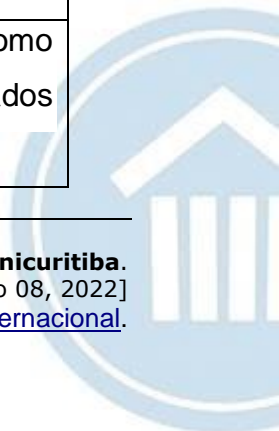 omo
dos
nicuritiba.
o 08, 2022]
ernacional.